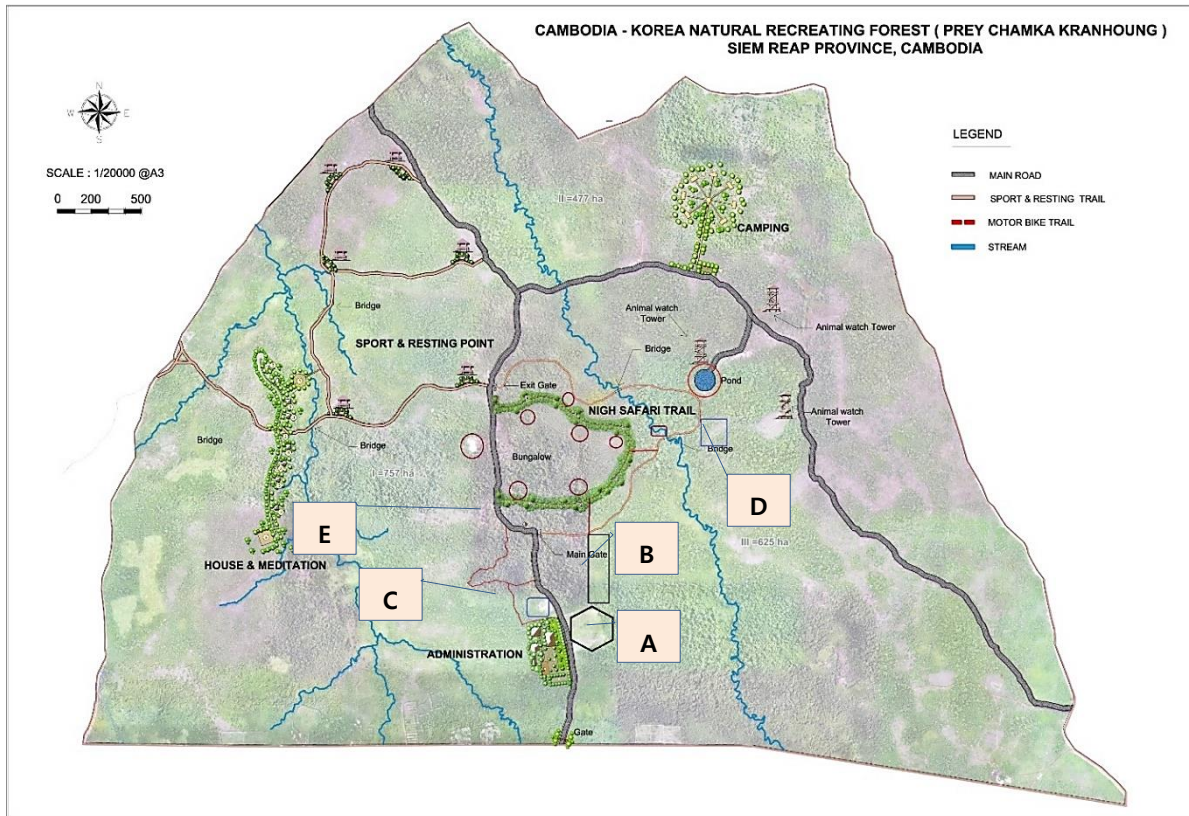 CAMBODIA - KOREA NATURAL RECREATING FOREST ( PREY CHAMKA KRANHOUNG )
SIEM REAP PROVINCE, CAMBODIA
N
W E
S
SCALE : 1/20000 @A3
0 200 500
LEGEND
MAIN ROAD
SPORT & RESTING TRAIL
MOTOR BIKE TRAIL
STREAM
II =477 ha
CAMPING
Bridge
Animal watch
Tower
Animal watch Tower
SPORT & RESTING POINT
Bridge
Exit Gate
Pond
NIGH SAFARI TRAIL
Animal watch
Tower
Bridge
Bridge
Bridge
Bungalow
I =757 ha
D
E
B
Main Gate
III =625 ha
HOUSE & MEDITATION
C
A
ADMINISTRATION
Gate